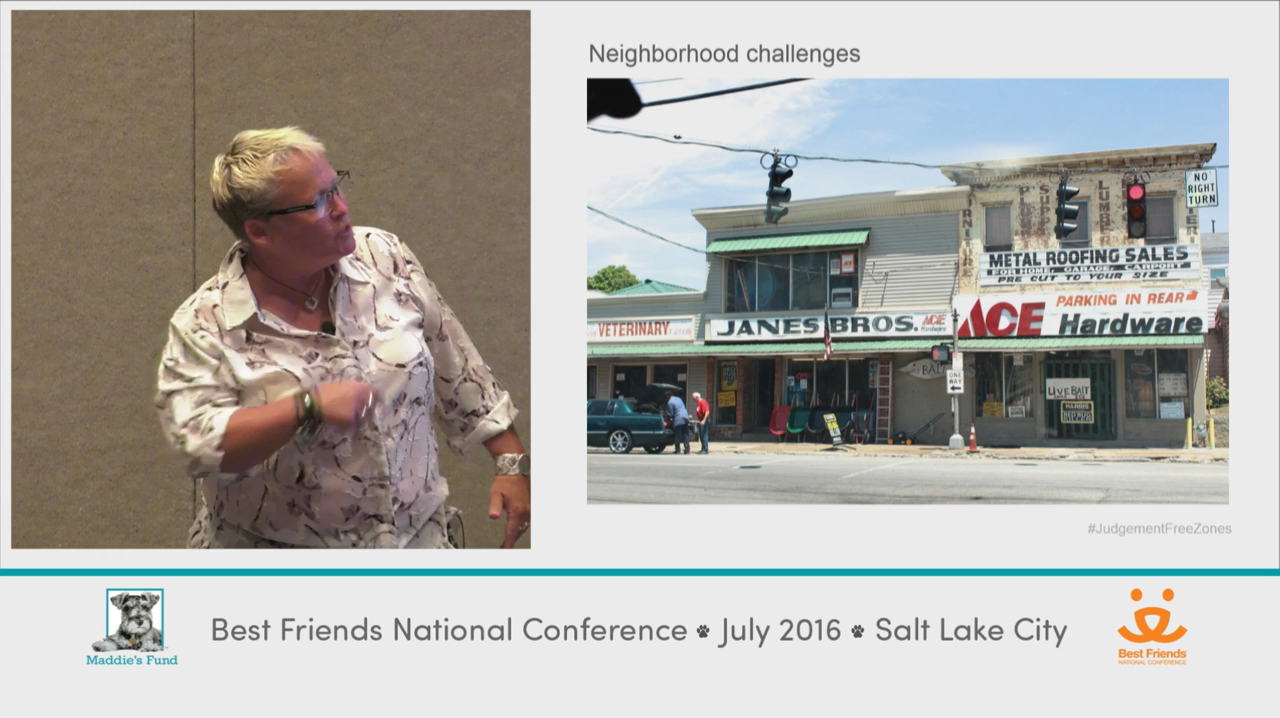 Neighborhood challenges
NO
RIGHT
TURN
METAL ROOFING SALES
FOR HOME, GARAGE, CARPORT
PRE CUT TO YOUR SIZE
VETERINARY
JANES BROS.
ACE
Hardware
ACE
PARKING IN REAR
Hardware
ONE
WAY
LIVE BAIT
#JudgementFreeZones
Maddie's Fund
Best Friends National Conference July 2016 Salt Lake City
Best Friends
NATIONAL CONFERENCE